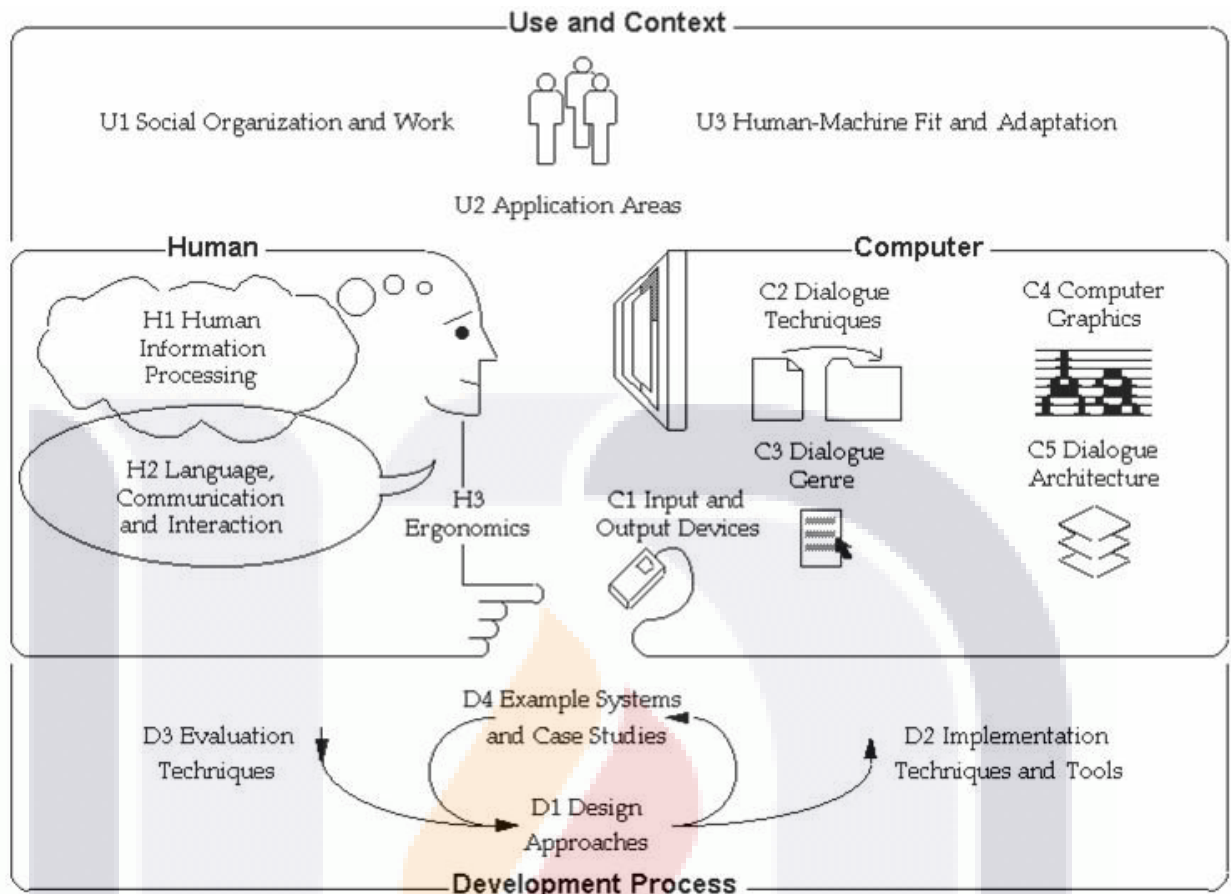 Use and Context
U1 Social Organization and Work
U3 Human-Machine Fit and Adaptation
U2 Application Areas
Human
H1 Human
Information
Processing
H2 Language,
Communication
and Interaction
H3
Ergonomics
Computer
C2 Dialogue
Techniques
C4 Computer
Graphics
C3 Dialogue
Genre
C5 Dialogue
Architecture
C1 Input and
Output Devices
D4 Example Systems
and Case Studies
D3 Evaluation
Techniques
D2 Implementation
Techniques and Tools
D1 Design
Approaches
Development Process